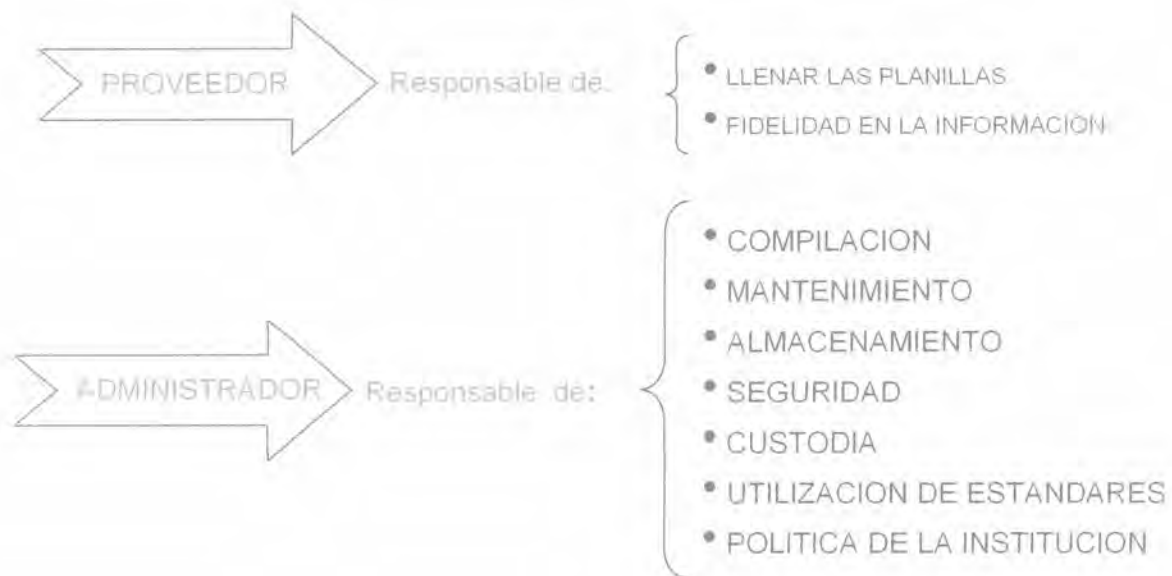 PROVEEDOR Responsable de:
• LLENAR LAS PLANILLAS
• FIDELIDAD EN LA INFORMACION
ADMINISTRADOR Responsable de:
• COMPILACION
• MANTENIMIENTO
• ALMACENAMIENTO
• SEGURIDAD
• CUSTODIA
• UTILIZACION DE ESTANDARES
• POLITICA DE LA INSTITUCION